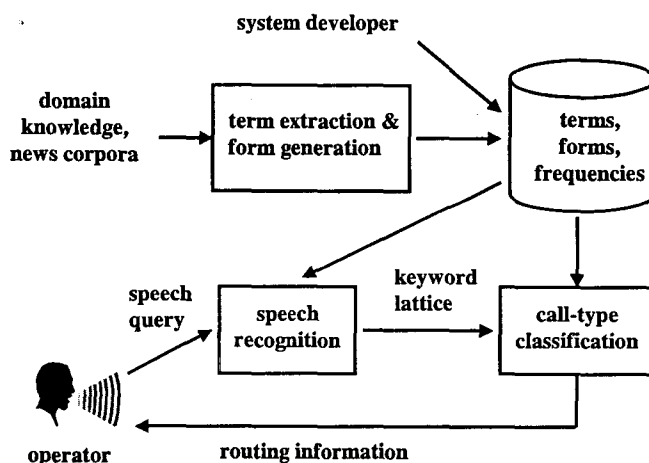 system developer
domain
knowledge,
news corpora
term extraction &
form generation
terms,
forms,
frequencies
speech
query
speech
recognition
keyword
lattice
call-type
classification
operator
routing information